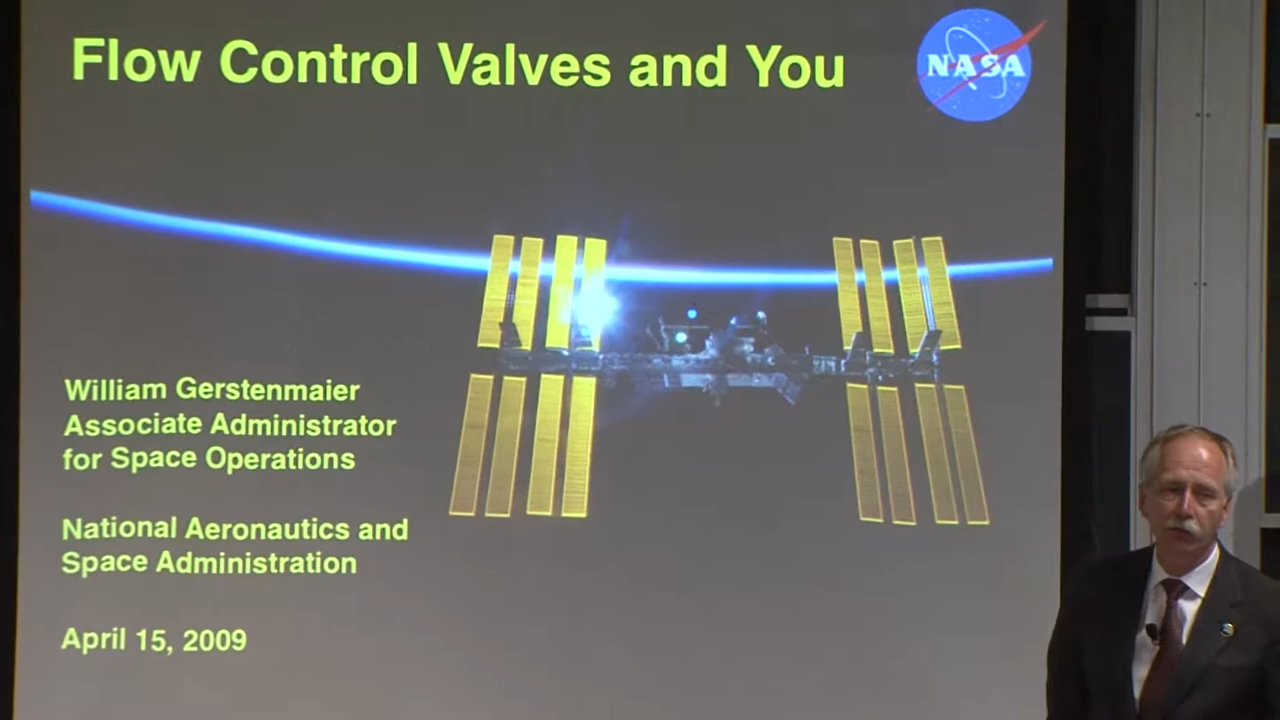 Flow Control Valves and You
NASA
William Gerstenmaier
Associate Administrator
for Space Operations
National Aeronautics and
Space Administration
April 15, 2009